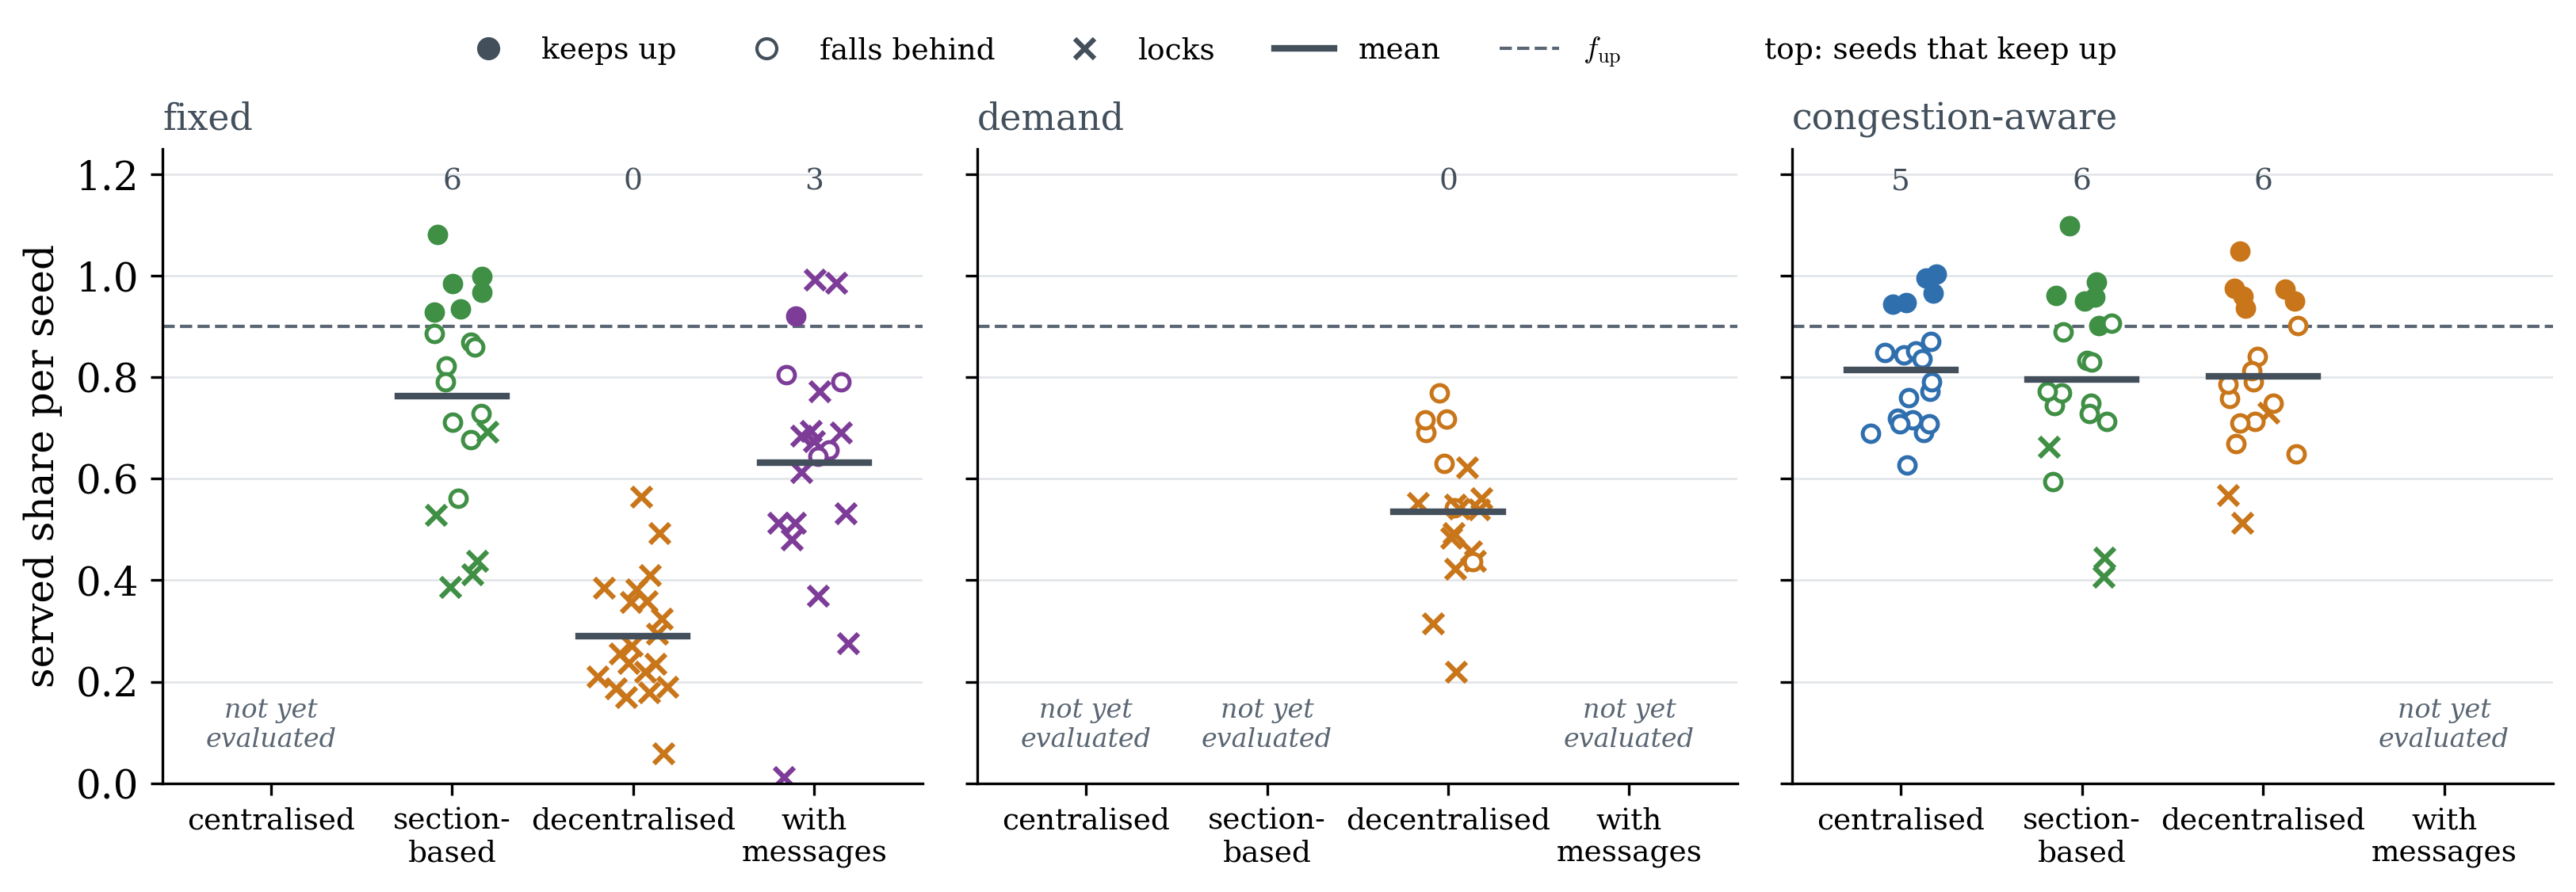 keeps up falls behind locks mean f_up top: seeds that keep up
fixed demand congestion-aware
served share per seed
1.2
1.0
0.8
0.6
0.4
0.2
0.0
6 0 3
0
5 6 6
not yet
evaluated
not yet
evaluated
not yet
evaluated
not yet
evaluated
not yet
evaluated
centralised
section-
based
decentralised
with
messages
centralised
section-
based
decentralised
with
messages
centralised
section-
based
decentralised
with
messages